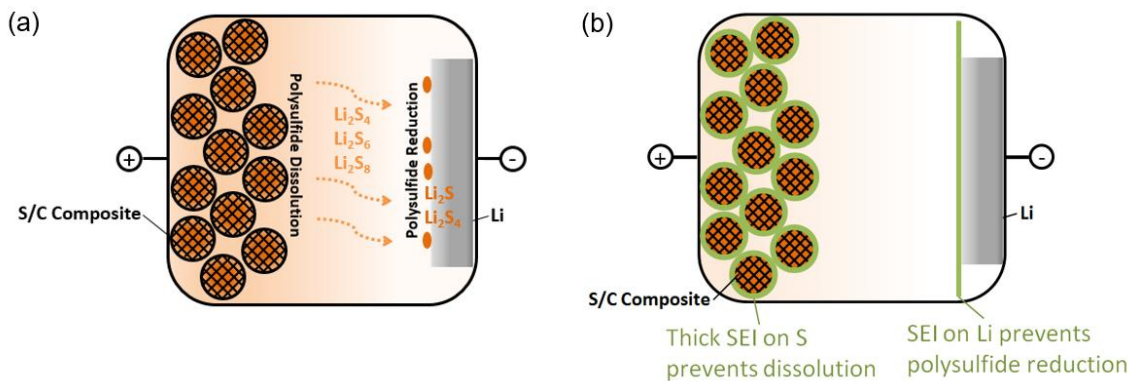 (a)
Polysulfide Dissolution
Li₂S₄
Li₂S₆
Li₂S₈
Polysulfide Reduction
Li₂S
Li₂S₄
+
-
S/C Composite
Li
(b)
+
-
Li
S/C Composite
Thick SEI on S
prevents dissolution
SEI on Li prevents
polysulfide reduction